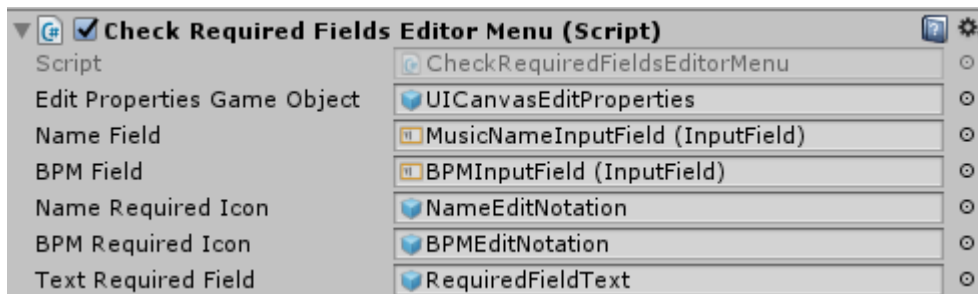 Check Required Fields Editor Menu (Script)
Script CheckRequiredFieldsEditorMenu
Edit Properties Game Object UICanvasEditProperties
Name Field MusicNameInputField (InputField)
BPM Field BPMInputField (InputField)
Name Required Icon NameEditNotation
BPM Required Icon BPMEditNotation
Text Required Field RequiredFieldText